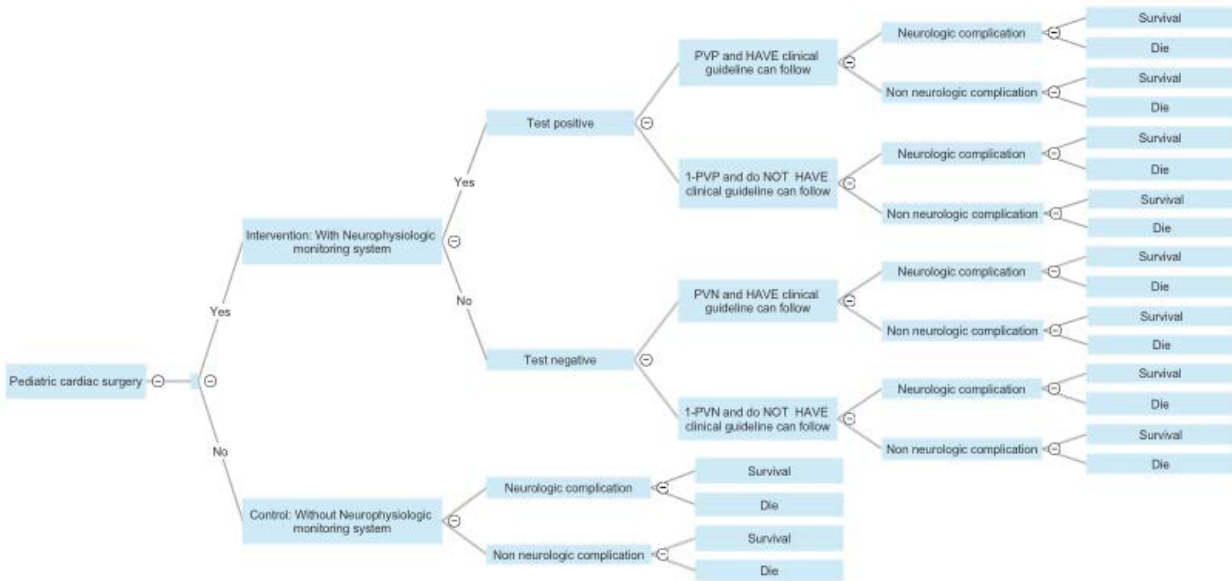 Survival
Neurologic complication
Die
PVP and HAVE clinical
guideline can follow
Survival
Non neurologic complication
Die
Test positive
Survival
Neurologic complication
Die
1-PVP and do NOT HAVE
clinical guideline can follow
Survival
Non neurologic complication
Die
Yes
Intervention: With Neurophysiologic
monitoring system
Survival
Neurologic complication
Die
PVN and HAVE clinical
guideline can follow
No
Survival
Non neurologic complication
Die
Yes
Test negative
Pediatric cardiac surgery
Survival
Neurologic complication
Die
1-PVN and do NOT HAVE
clinical guideline can follow
Survival
Non neurologic complication
Die
No
Survival
Neurologic complication
Die
Control: Without Neurophysiologic
monitoring system
Survival
Non neurologic complication
Die